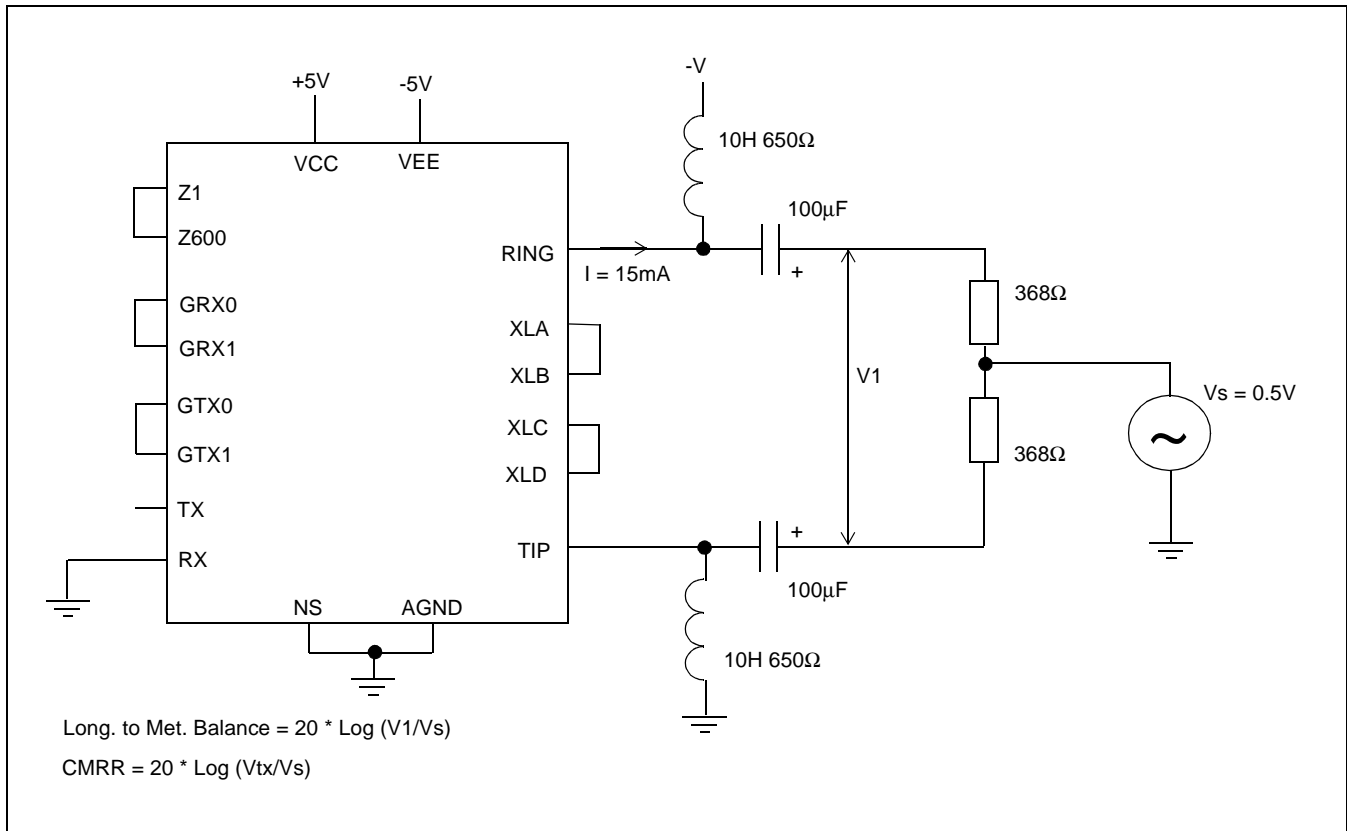 +5V
-5V
-V
VCC
VEE
10H 650Ω
Z1
Z600
100μF
RING
+
I = 15mA
368Ω
GRX0
GRX1
XLA
XLB
V1
Vs = 0.5V
GTX0
GTX1
XLC
XLD
368Ω
~
TX
RX
TIP
+
100μF
NS
AGND
10H 650Ω
Long. to Met. Balance = 20 * Log (V1/Vs)
CMRR = 20 * Log (Vtx/Vs)